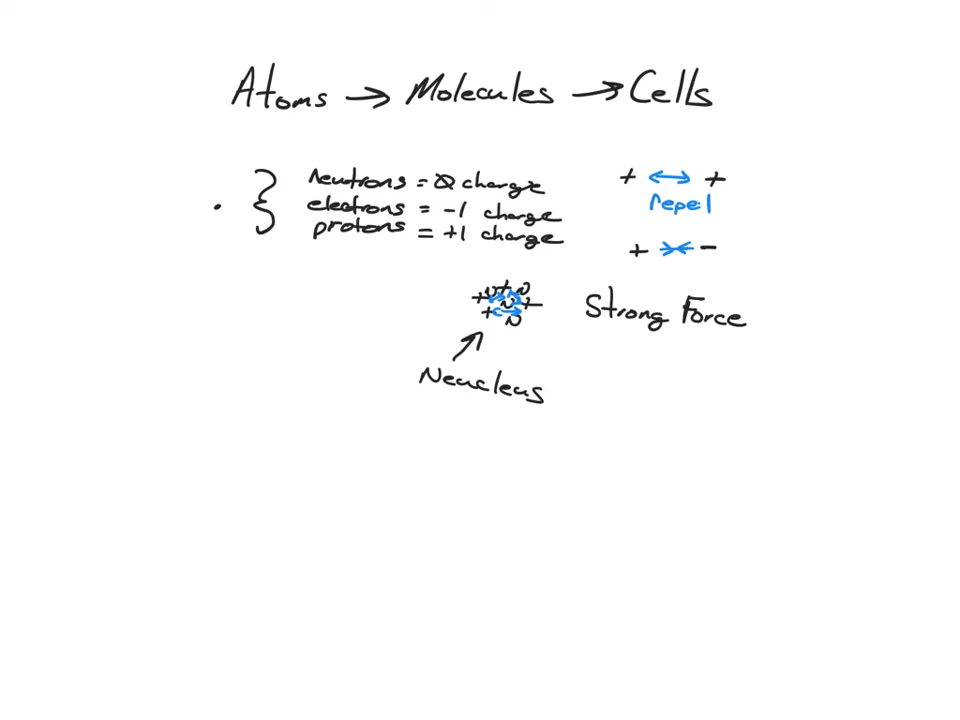 Atoms → Molecules → Cells
Neutrons = 0 charge
electrons = -1 charge
protons = +1 charge
+ ↔ +
repel
+ →← -
+ N + N
N +
+ N
Strong Force
Neucleus